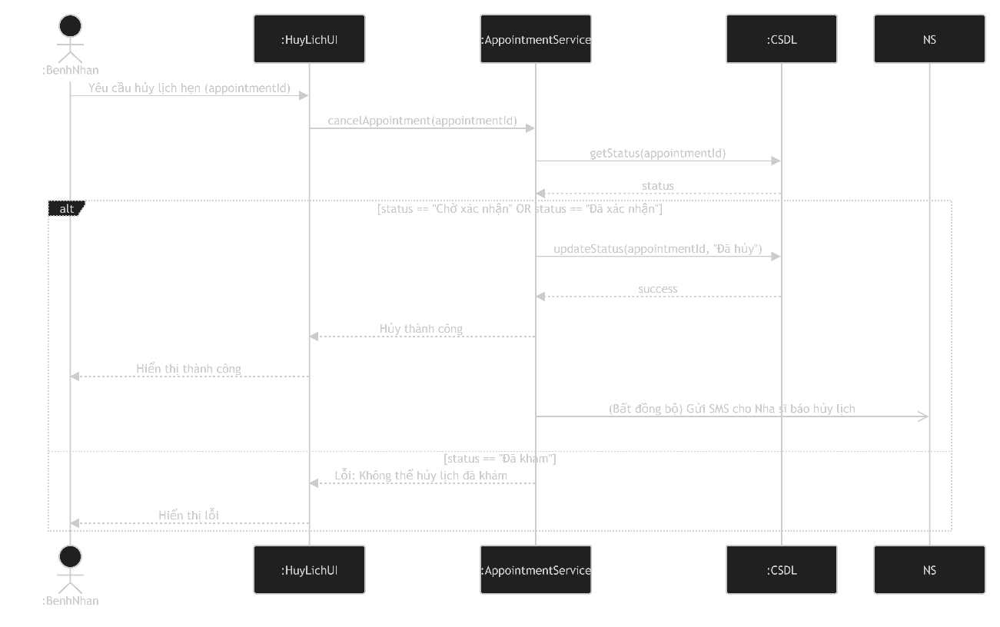 :HuyLichUI
:AppointmentService
:CSDL
NS
:BenhNhan
Yêu cầu hủy lịch hẹn (appointmentId)
cancelAppointment(appointmentId)
getStatus(appointmentId)
status
alt
[status == "Chờ xác nhận" OR status == "Đã xác nhận"]
updateStatus(appointmentId, "Đã hủy")
success
Hủy thành công
Hiển thị thành công
(Bất đồng bộ) Gửi SMS cho Nha sĩ báo hủy lịch
[status == "Đã khám"]
Lỗi: Không thể hủy lịch đã khám
Hiển thị lỗi
:HuyLichUI
:AppointmentService
:CSDL
NS
:BenhNhan